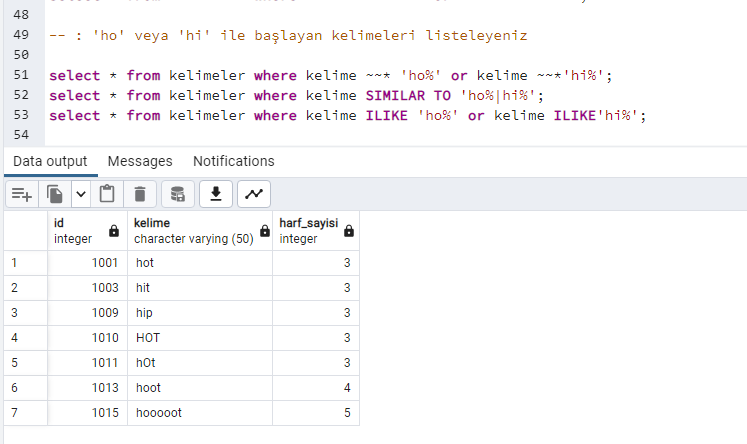 48
49 -- : 'ho' veya 'hi' ile başlayan kelimeleri listeleyeniz
50
51 select * from kelimeler where kelime ~~* 'ho%' or kelime ~~*'hi%';
52 select * from kelimeler where kelime SIMILAR TO 'ho%|hi%';
53 select * from kelimeler where kelime ILIKE 'ho%' or kelime ILIKE'hi%';
54
Data output Messages Notifications
id kelime harf_sayisi
integer character varying (50) integer
1 1001 hot 3
2 1003 hit 3
3 1009 hip 3
4 1010 HOT 3
5 1011 hOt 3
6 1013 hoot 4
7 1015 hooooot 5